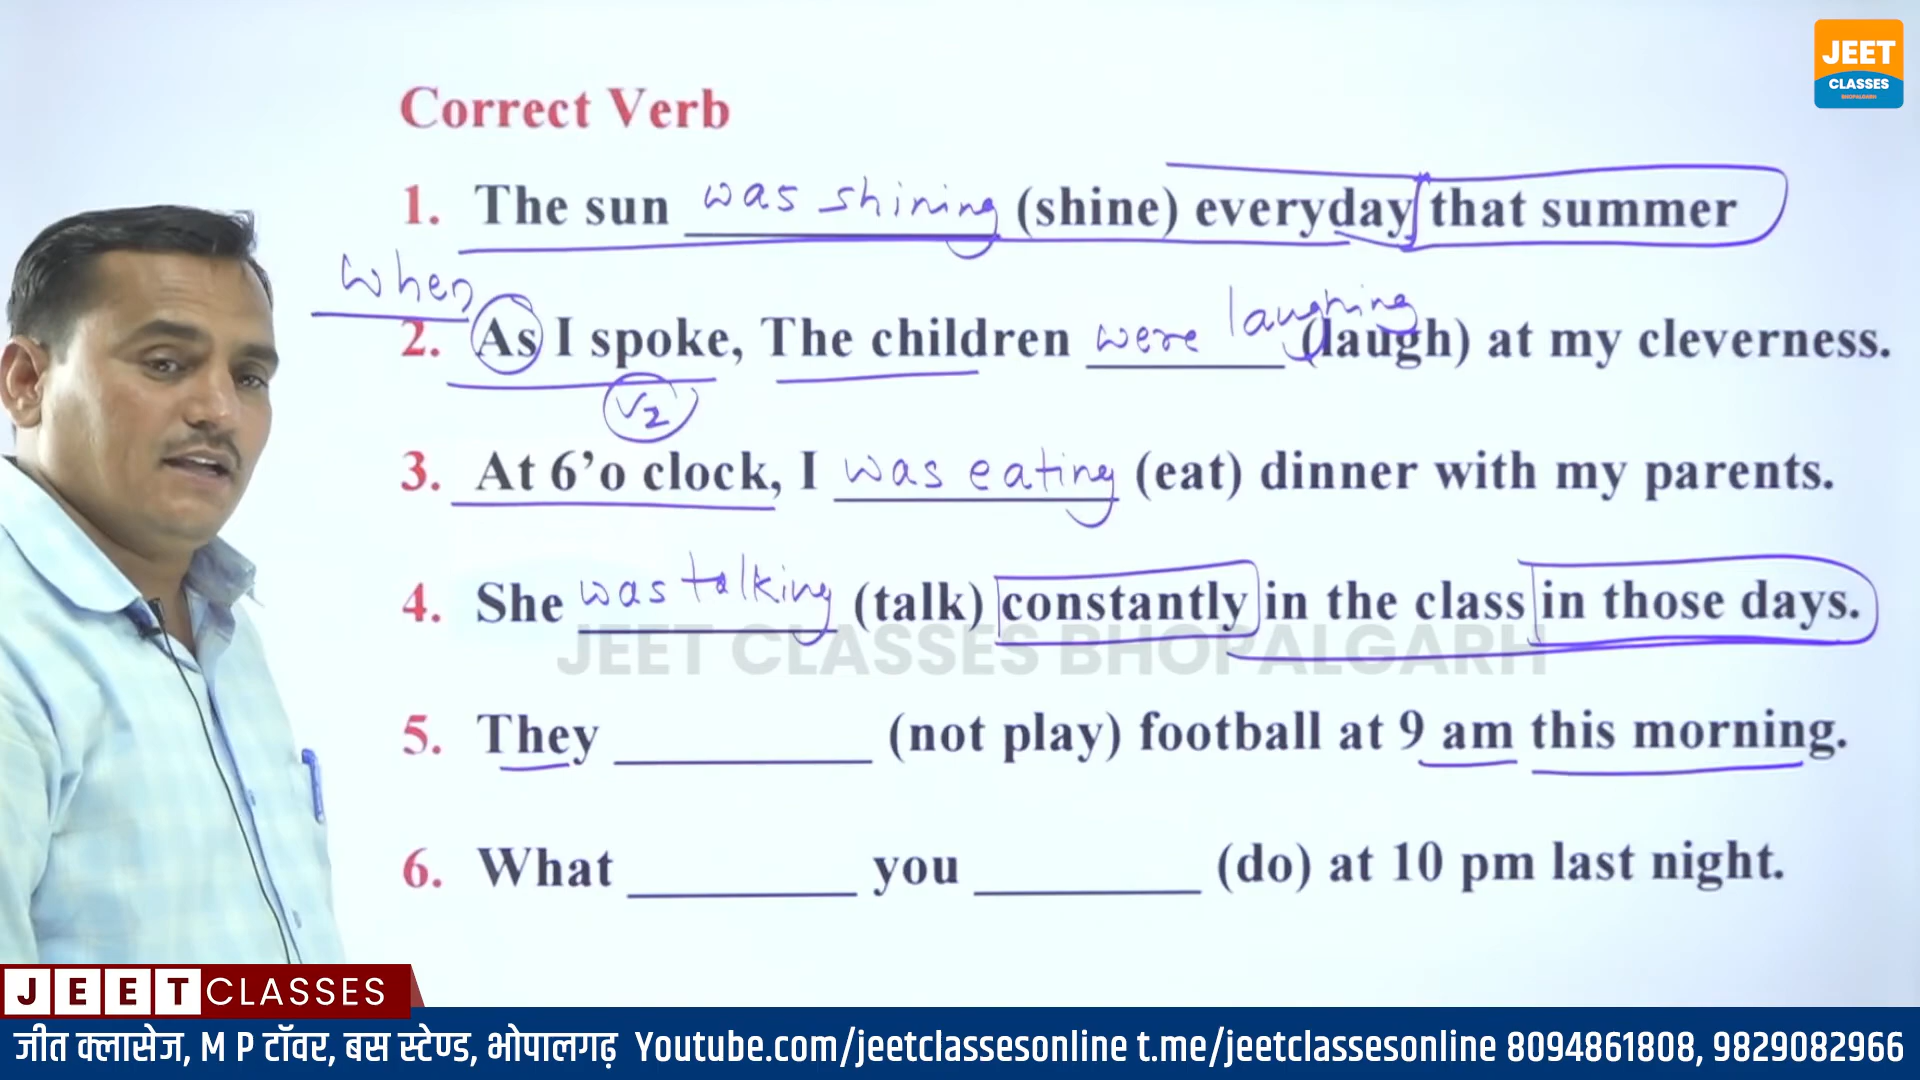 JEET
CLASSES
BHOPALGARH
Correct Verb
1. The sun was shining (shine) everyday that summer
when
2. As I spoke, The children were laughing (laugh) at my cleverness.
V2
3. At 6’o clock, I was eating (eat) dinner with my parents.
4. She was talking (talk) constantly in the class in those days.
JEET CLASSES BHOPALGARH
5. They __________ (not play) football at 9 am this morning.
6. What _________ you _________ (do) at 10 pm last night.
JEET CLASSES
जीत क्लासेज, M P टॉवर, बस स्टेण्ड, भोपालगढ़ Youtube.com/jeetclassesonline t.me/jeetclassesonline 8094861808, 9829082966